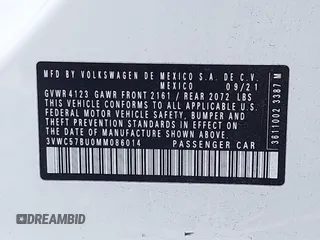 MFD. BY VOLKSWAGEN DE MEXICO S.A. DE C.V.
MEXICO 09/21
GVWR 4123 GAWR FRONT 2161 / REAR 2072 LBS
THIS VEHICLE CONFORMS TO ALL APPLICABLE U.S.
FEDERAL MOTOR VEHICLE SAFETY, BUMPER, AND
THEFT PREVENTION STANDARDS IN EFFECT ON THE
DATE OF MANUFACTURE SHOWN ABOVE.
3VWC57BU0MM086014 PASSENGER CAR
3611002 3387 M
DREAMBID